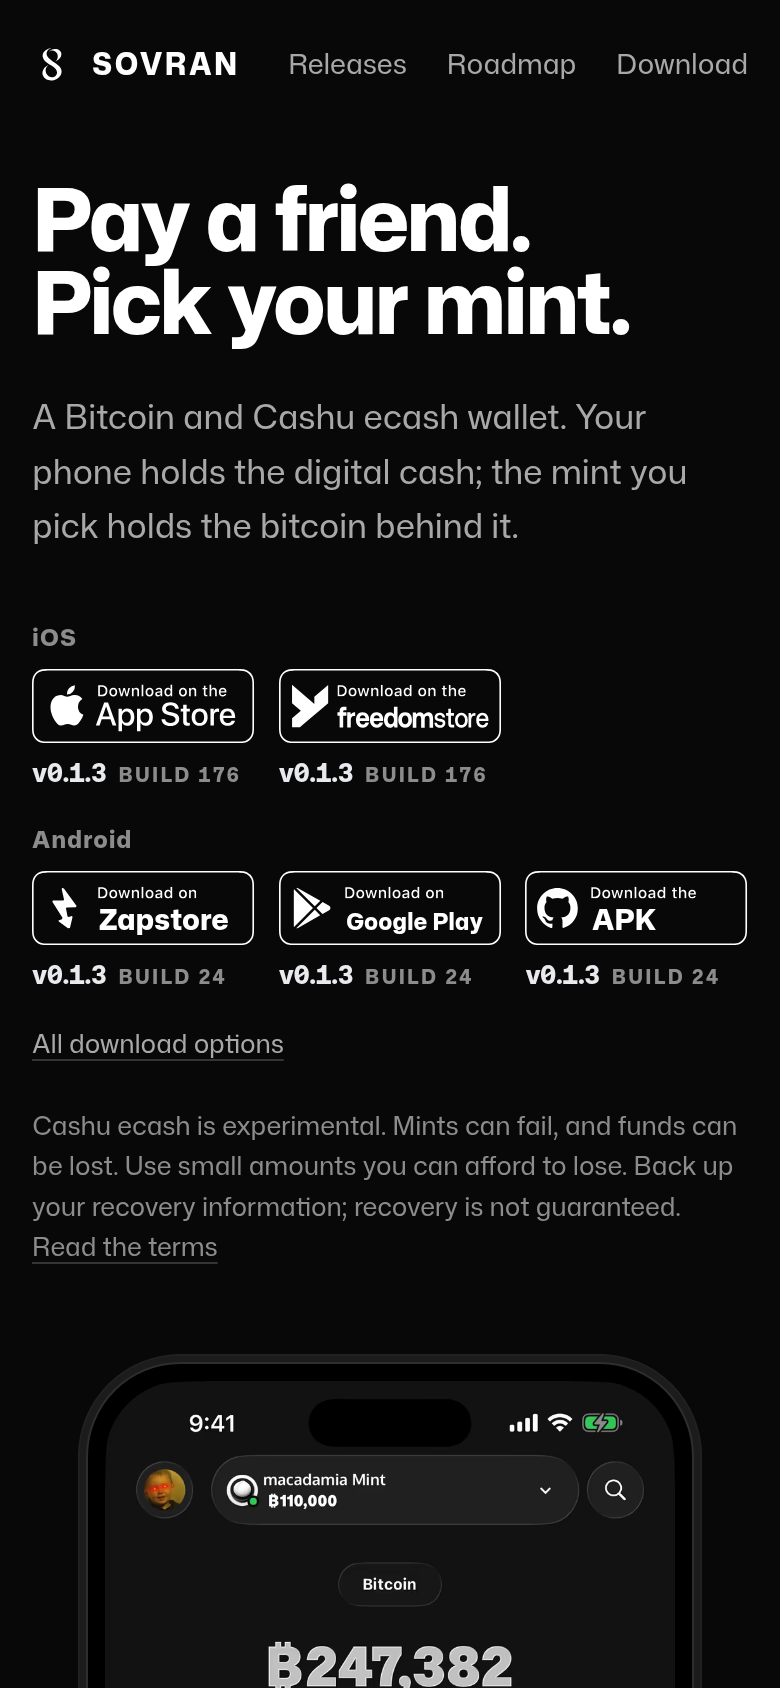 SOVRAN Releases Roadmap Download
Pay a friend.
Pick your mint.
A Bitcoin and Cashu ecash wallet. Your
phone holds the digital cash; the mint you
pick holds the bitcoin behind it.
iOS
Download on the
App Store
Download on the
freedomstore
v0.1.3 BUILD 176
v0.1.3 BUILD 176
Android
Download on
Zapstore
Download on
Google Play
Download the
APK
v0.1.3 BUILD 24
v0.1.3 BUILD 24
v0.1.3 BUILD 24
All download options
Cashu ecash is experimental. Mints can fail, and funds can
be lost. Use small amounts you can afford to lose. Back up
your recovery information; recovery is not guaranteed.
Read the terms
9:41
macadamia Mint
₿110,000
Bitcoin
₿247,382